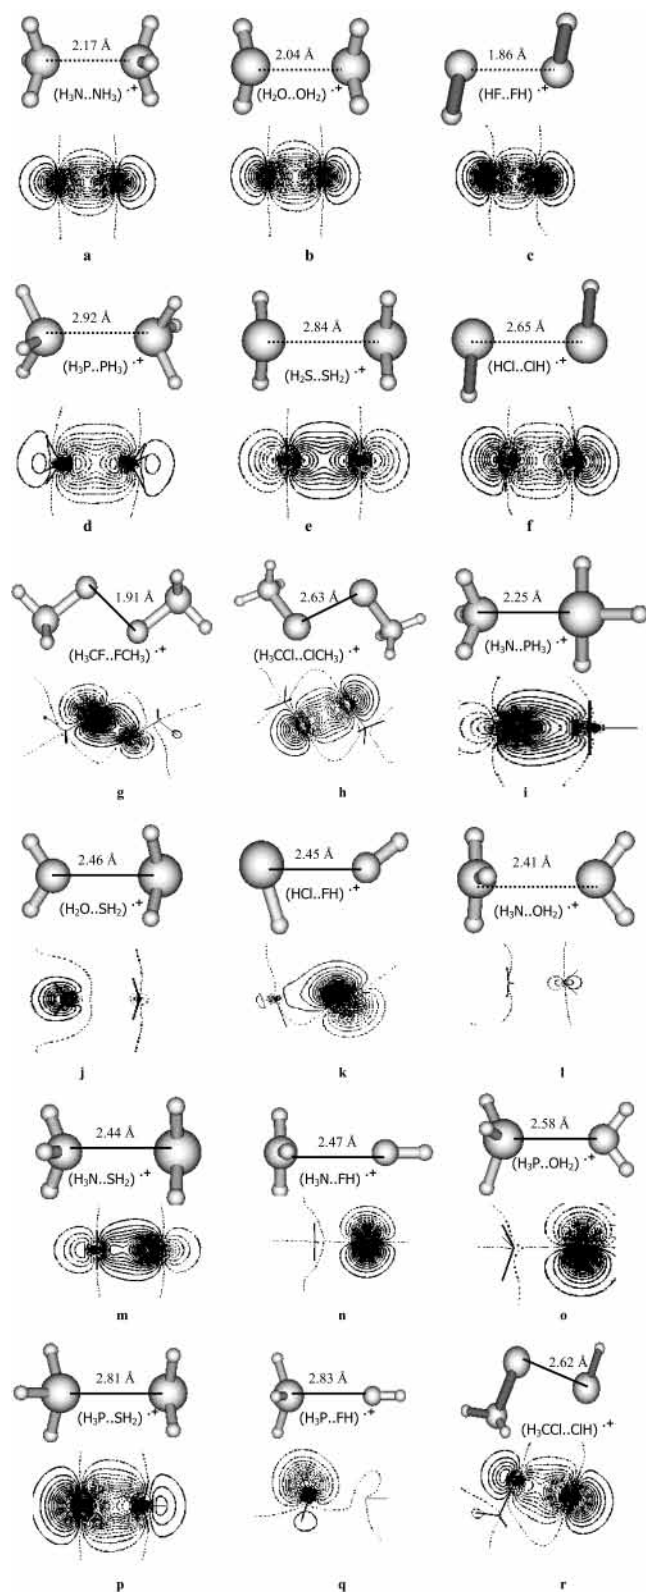 2.17 Å 2.04 Å 1.86 Å
(H₃N..NH₃)·⁺ (H₂O..OH₂)·⁺ (HF..FH)·⁺
a b c
2.92 Å 2.84 Å 2.65 Å
(H₃P..PH₃)·⁺ (H₂S..SH₂)·⁺ (HCl..ClH)·⁺
d e f
1.91 Å 2.63 Å 2.25 Å
(H₃CF..FCH₃)·⁺ (H₃CCl..ClCH₃)·⁺ (H₃N..PH₃)·⁺
g h i
2.46 Å 2.45 Å 2.41 Å
(H₂O..SH₂)·⁺ (HCl..FH)·⁺ (H₃N..OH₂)·⁺
j k l
2.44 Å 2.47 Å 2.58 Å
(H₃N..SH₂)·⁺ (H₃N..FH)·⁺ (H₃P..OH₂)·⁺
m n o
2.81 Å 2.83 Å 2.62 Å
(H₃P..SH₂)·⁺ (H₃P..FH)·⁺ (H₃CCl..ClH)·⁺
p q r